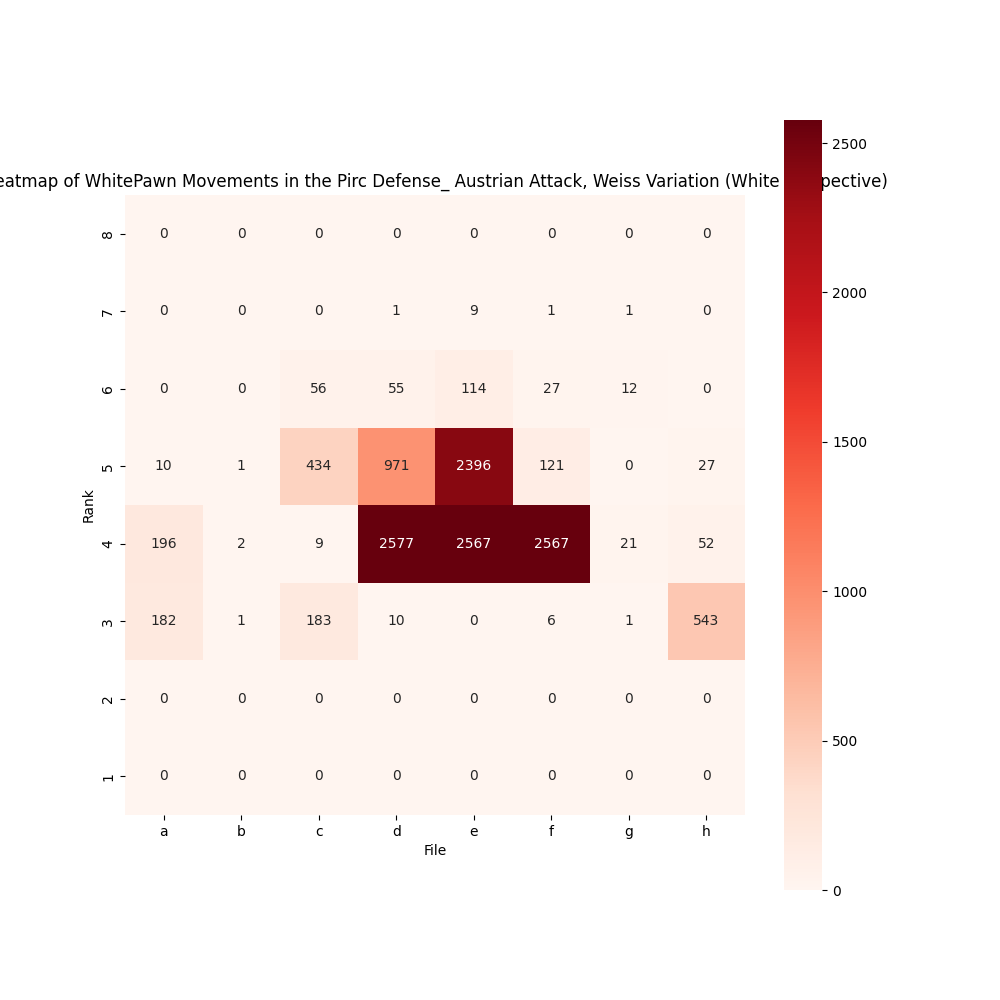 eatmap of WhitePawn Movements in the Pirc Defense_ Austrian Attack, Weiss Variation (White pective)
2500
2000
1500
1000
500
0
Rank
8 0 0 0 0 0 0 0 0
7 0 0 0 1 9 1 1 0
6 0 0 56 55 114 27 12 0
5 10 1 434 971 2396 121 0 27
4 196 2 9 2577 2567 2567 21 52
3 182 1 183 10 0 6 1 543
2 0 0 0 0 0 0 0 0
1 0 0 0 0 0 0 0 0
a b c d e f g h
File